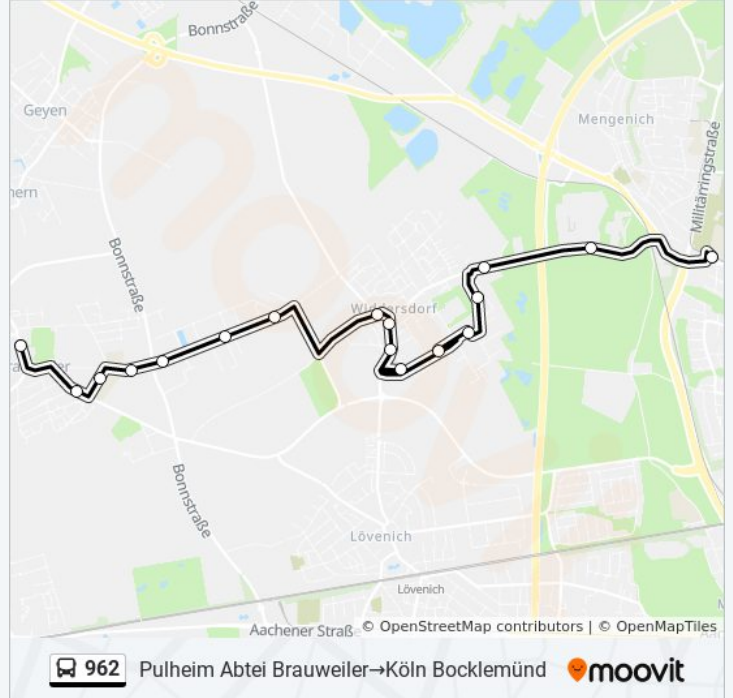 Bonnstraße
Geyen
Mengenich
Militärringstraße
Bonnstraße
Widdersdorf
Bonnstraße
Lövenich
Lövenich
Aachener Straße
© OpenStreetMap contributors | © OpenMapTiles
962 Pulheim Abtei Brauweiler→Köln Bocklemünd moovit